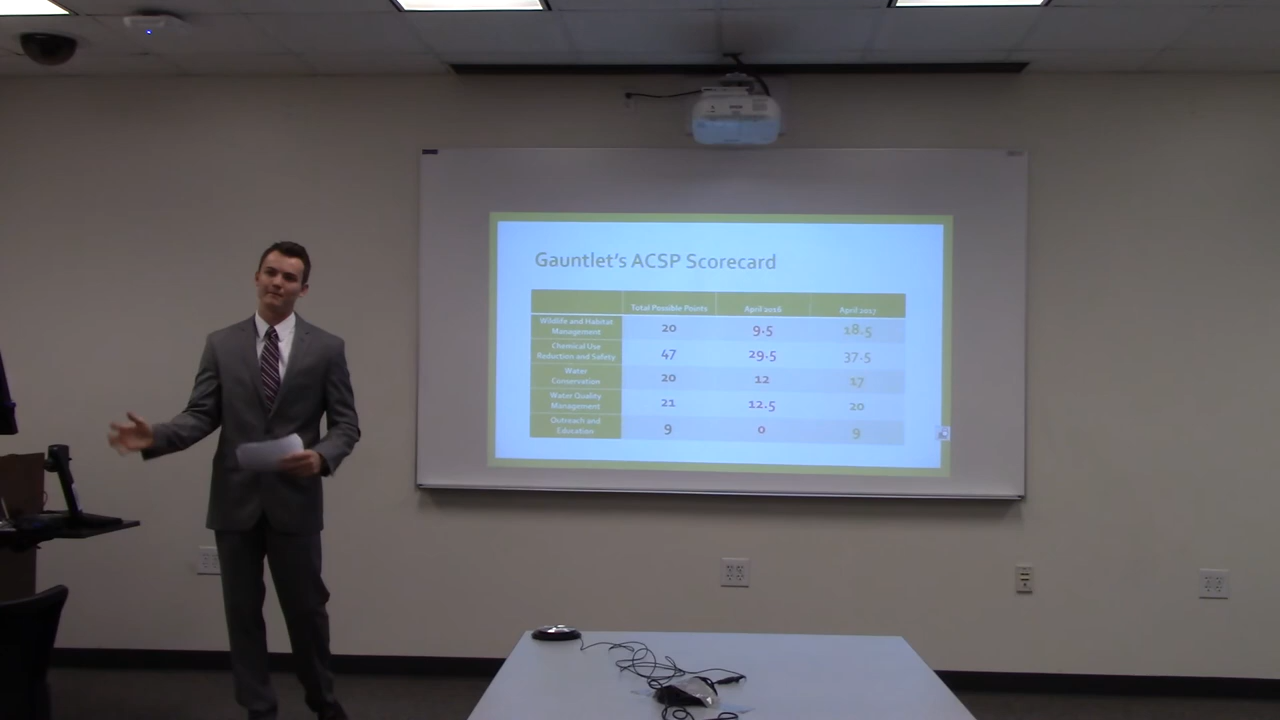 Gauntlet's ACSP Scorecard
Total Possible Points April 2016 April 2017
Wildlife and Habitat
Management 20 9.5 18.5
Chemical Use
Reduction and Safety 47 29.5 37.5
Water
Conservation 20 12 17
Water Quality
Management 21 12.5 20
Outreach and
Education 9 0 9